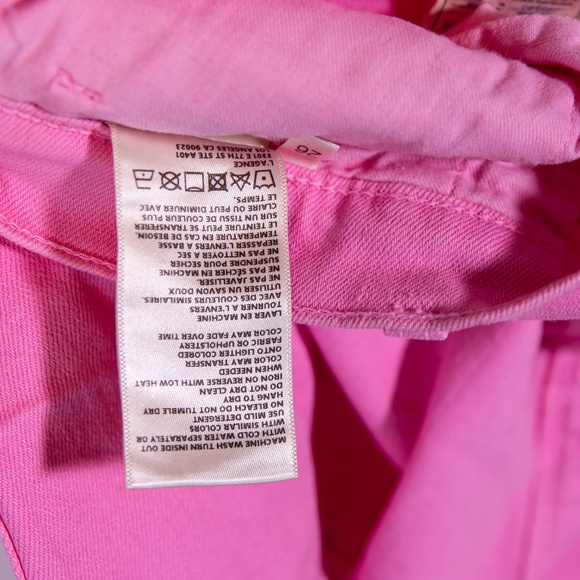 MACHINE WASH TURN INSIDE OUT
WITH COLD WATER SEPARATELY OR
WITH SIMILAR COLORS
USE MILD DETERGENT
NO BLEACH DO NOT TUMBLE DRY
HANG TO DRY
DO NOT DRY CLEAN
IRON ON REVERSE WITH LOW HEAT
WHEN NEEDED
COLOR MAY TRANSFER
ONTO LIGHTER COLORED
FABRIC OR UPHOLSTERY
COLOR MAY FADE OVER TIME
LAVER EN MACHINE
TOURNER A L'ENVERS
AVEC DES COULEURS SIMILAIRES.
UTILISER UN SAVON DOUX
NE PAS JAVELLISER.
NE PAS SÉCHER EN MACHINE
SUSPENDRE POUR SÉCHER
NE PAS SECHER A SEC
REPASSER L'ENVERS A BASSE
TEMPERATURE EN CAS DE BESOIN.
LE TEINTURE PEUT TRANSFERER
SUR UN TISSU DE COULEUR PLUS
CLAIRE OU PEUT DIMINUER AVEC
LE TEMPS.
L'AGENCE
2301 E 7TH ST STE A401
LOS ANGELES CA 90023
26